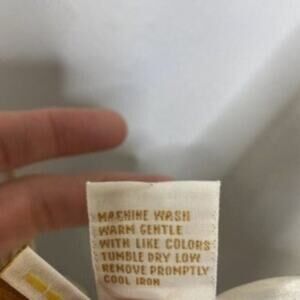 MACHINE WASH
WARM GENTLE
WITH LIKE COLORS
TUMBLE DRY LOW
REMOVE PROMPTLY
COOL IRON